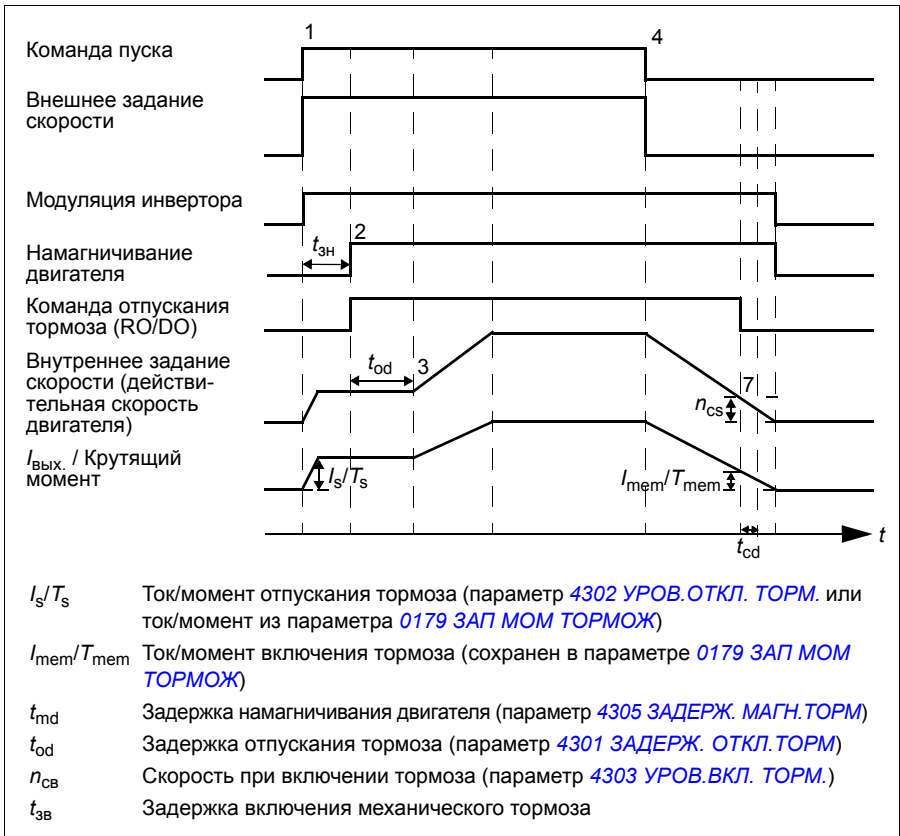 1
4
Команда пуска
Внешнее задание
скорости
Модуляция инвертора
Намагничивание
двигателя
tзн
2
Команда отпускания
тормоза (RO/DO)
Внутреннее задание
скорости (действи-
тельная скорость
двигателя)
tod
3
7
ncs
Iвых. / Крутящий
момент
Is/Ts
Imem/Tmem
t
tcd
Is/Ts Ток/момент отпускания тормоза (параметр 4302 УРОВ.ОТКЛ. ТОРМ. или
ток/момент из параметра 0179 ЗАП МОМ ТОРМОЖ)
Imem/Tmem Ток/момент включения тормоза (сохранен в параметре 0179 ЗАП МОМ
ТОРМОЖ)
tmd Задержка намагничивания двигателя (параметр 4305 ЗАДЕРЖ. МАГН.ТОРМ)
tod Задержка отпускания тормоза (параметр 4301 ЗАДЕРЖ. ОТКЛ.ТОРМ)
nсв Скорость при включении тормоза (параметр 4303 УРОВ.ВКЛ. ТОРМ.)
tзв Задержка включения механического тормоза